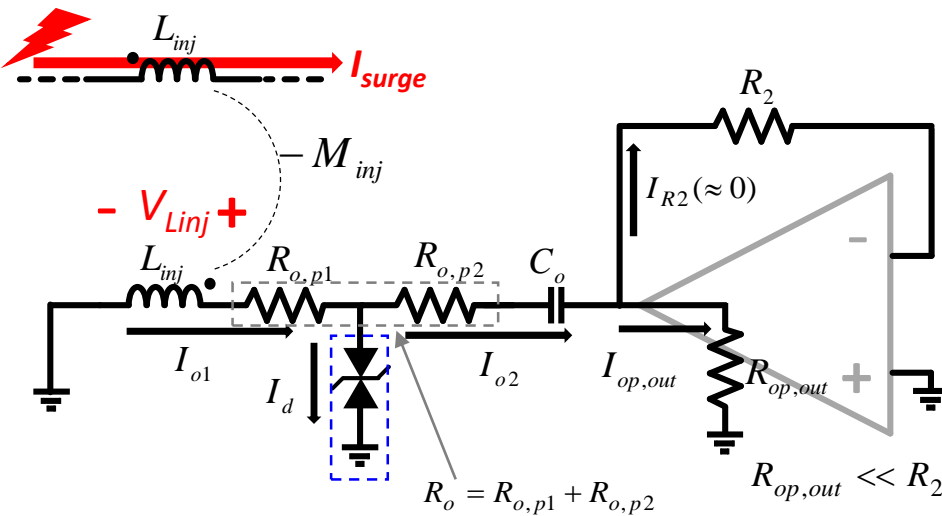 L_inj
I_surge
R_2
M_inj
I_R2(≈0)
- V_Linj +
-
L_inj
R_o,p1
R_o,p2
C_o
I_o1
I_o2
I_op,out
R_op,out
+
I_d
R_o = R_o,p1 + R_o,p2
R_op,out << R_2